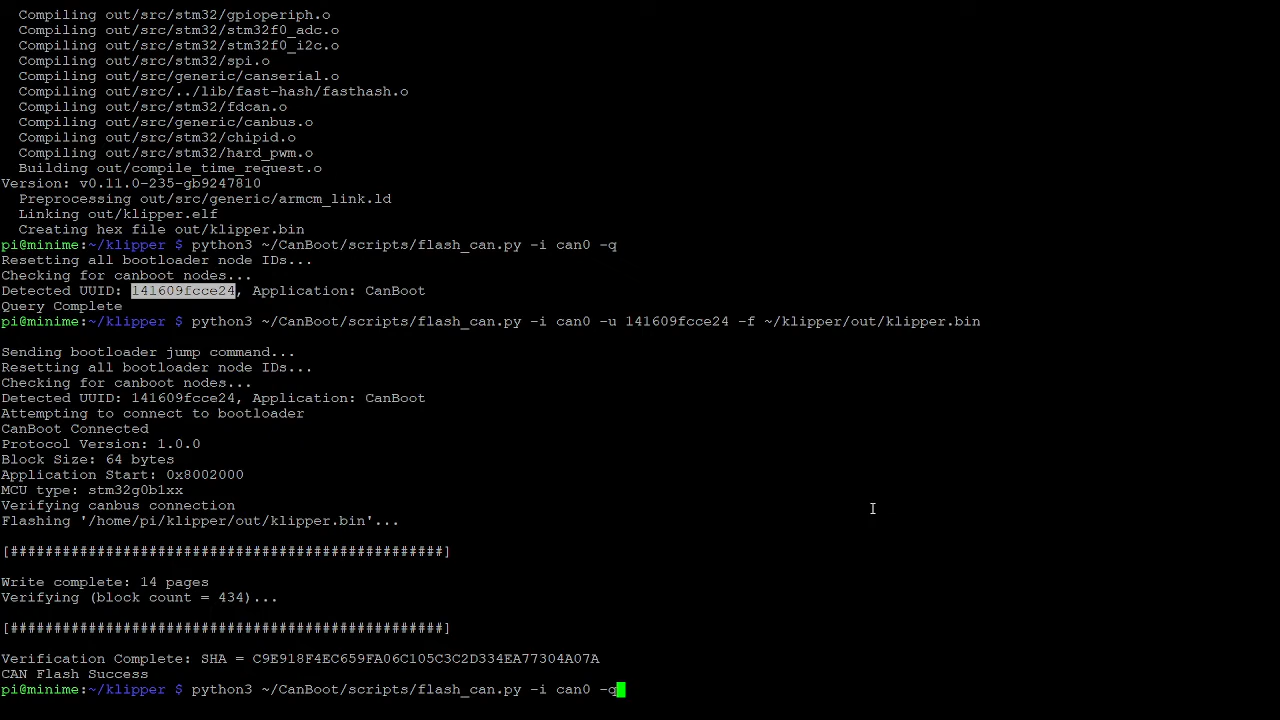 Compiling out/src/stm32/gpioperiph.o
Compiling out/src/stm32/stm32f0_adc.o
Compiling out/src/stm32/stm32f0_i2c.o
Compiling out/src/stm32/spi.o
Compiling out/src/generic/canserial.o
Compiling out/src/../lib/fast-hash/fasthash.o
Compiling out/src/stm32/fdcan.o
Compiling out/src/generic/canbus.o
Compiling out/src/stm32/chipid.o
Compiling out/src/stm32/hard_pwm.o
Building out/compile_time_request.o
Version: v0.11.0-235-gb9247810
Preprocessing out/src/generic/armcm_link.ld
Linking out/klipper.elf
Creating hex file out/klipper.bin
pi@minime:~/klipper $ python3 ~/CanBoot/scripts/flash_can.py -i can0 -q
Resetting all bootloader node IDs...
Checking for canboot nodes...
Detected UUID: 141609fcce24, Application: CanBoot
Query Complete
pi@minime:~/klipper $ python3 ~/CanBoot/scripts/flash_can.py -i can0 -u 141609fcce24 -f ~/klipper/out/klipper.bin
Sending bootloader jump command...
Resetting all bootloader node IDs...
Checking for canboot nodes...
Detected UUID: 141609fcce24, Application: CanBoot
Attempting to connect to bootloader
CanBoot Connected
Protocol Version: 1.0.0
Block Size: 64 bytes
Application Start: 0x8002000
MCU type: stm32g0b1xx
Verifying canbus connection
Flashing '/home/pi/klipper/out/klipper.bin'...
[##################################################]
Write complete: 14 pages
Verifying (block count = 434)...
[##################################################]
Verification Complete: SHA = C9E918F4EC659FA06C105C3C2D334EA77304A07A
CAN Flash Success
pi@minime:~/klipper $ python3 ~/CanBoot/scripts/flash_can.py -i can0 -q